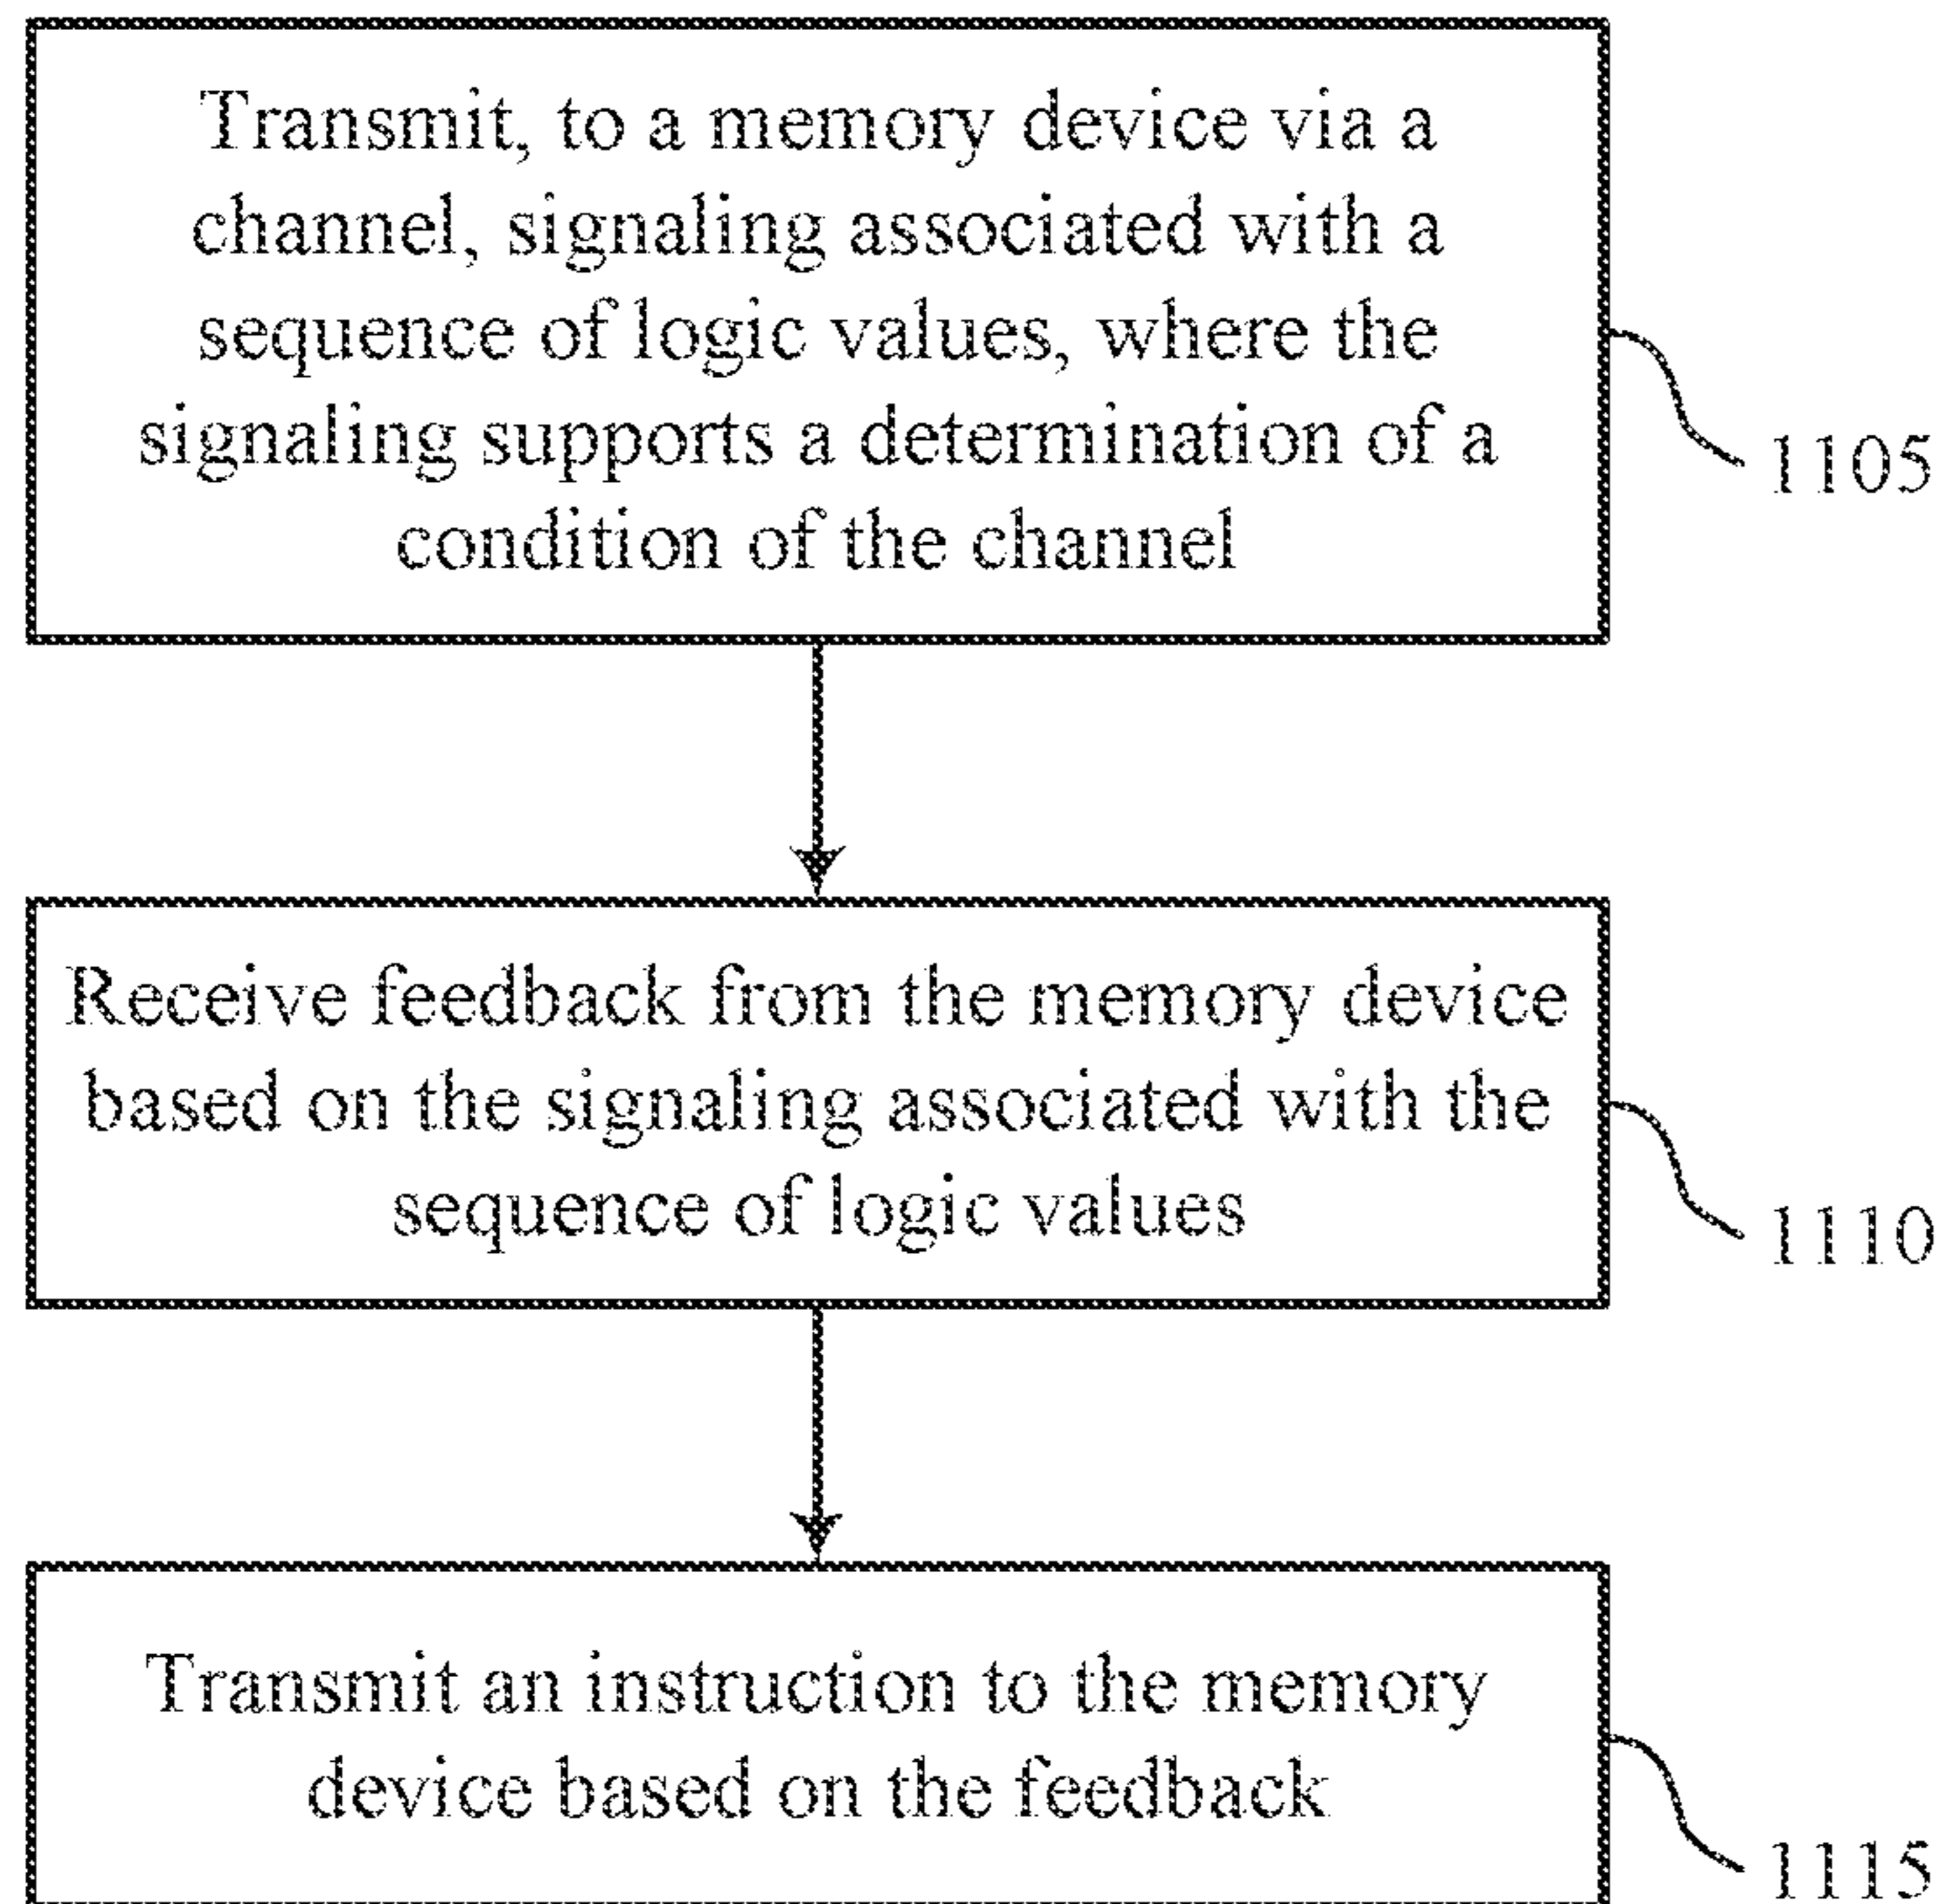 Transmit, to a memory device via a
channel, signaling associated with a
sequence of logic values, where the
signaling supports a determination of a
condition of the channel
1105
Receive feedback from the memory device
based on the signaling associated with the
sequence of logic values
1110
Transmit an instruction to the memory
device based on the feedback
1115